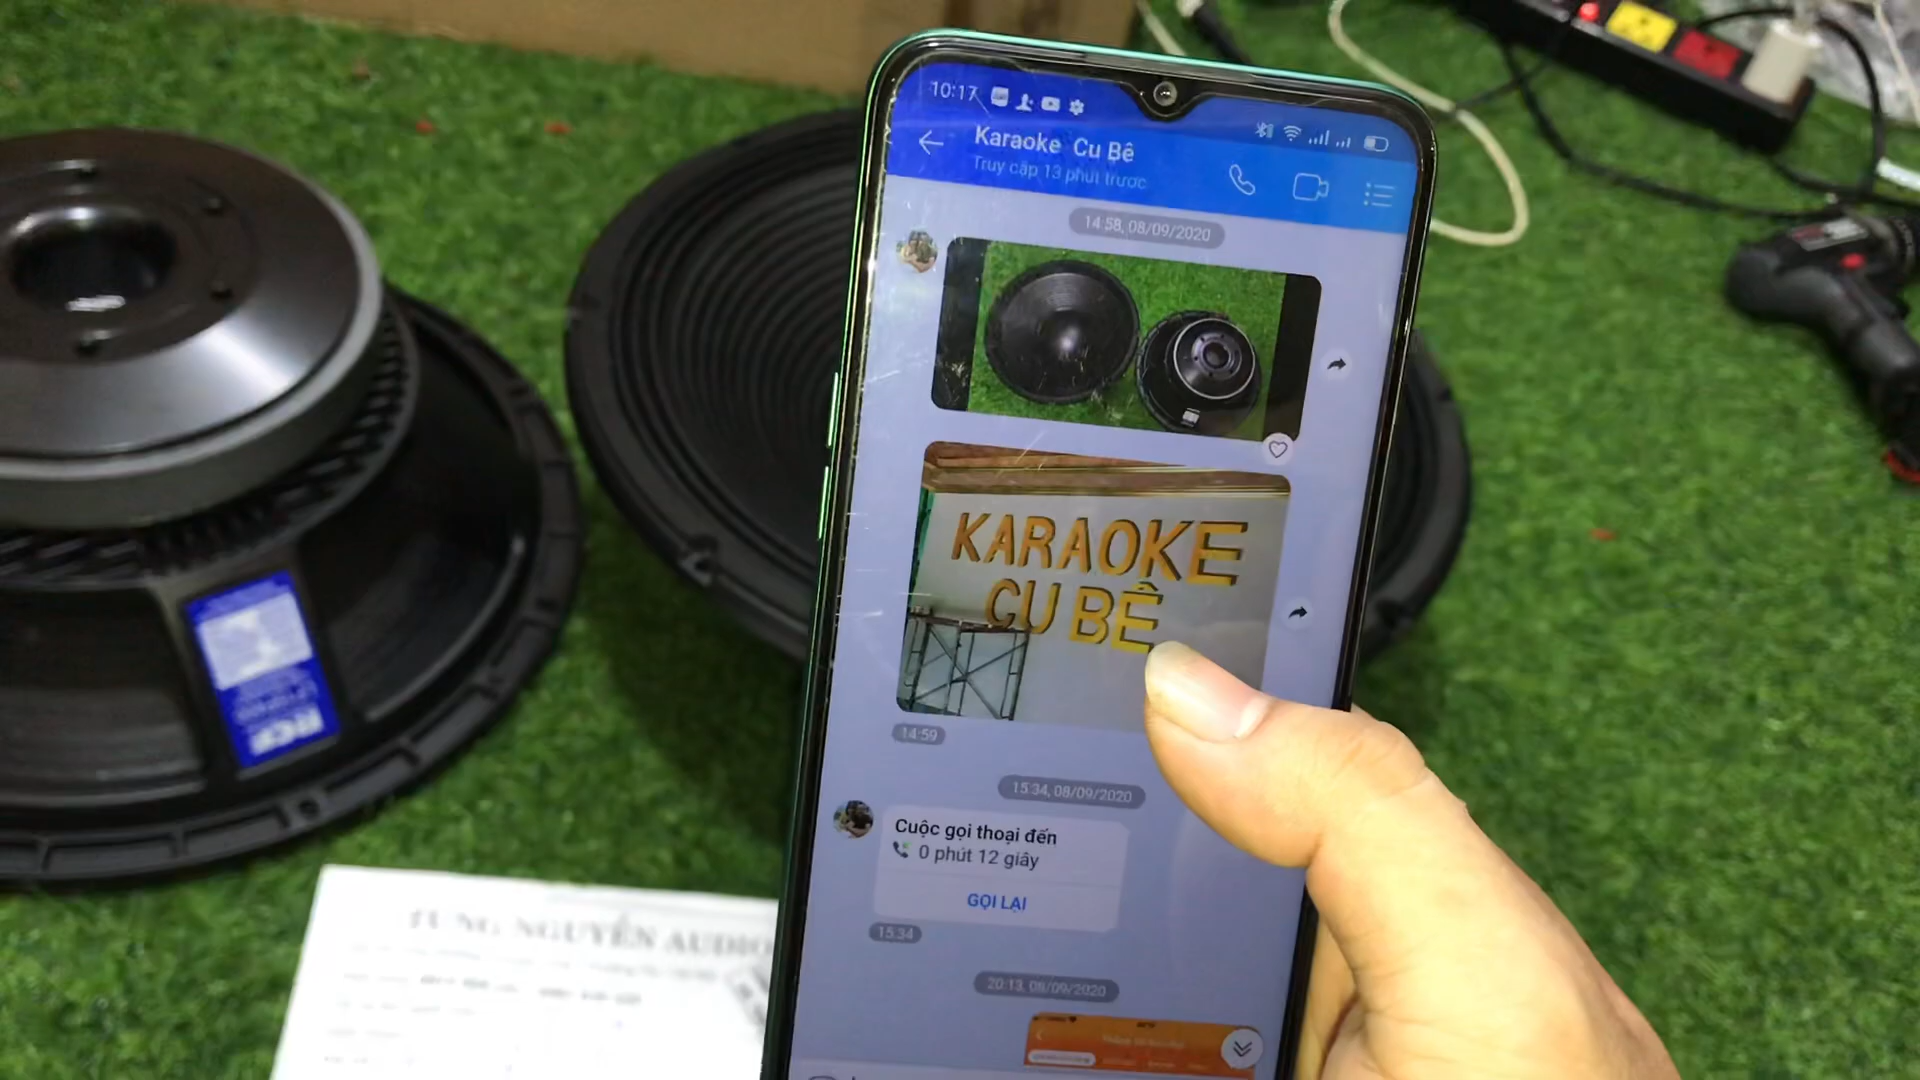 10:17
Karaoke Cu Bê
Truy cập 13 phút trước
14:58, 08/09/2020
KARAOKE
CU BÊ
14:59
15:34, 08/09/2020
Cuộc gọi thoại đến
0 phút 12 giây
GỌI LẠI
15:34
20:13, 08/09/2020
RCF
TÙNG NGUYỄN AUDIO